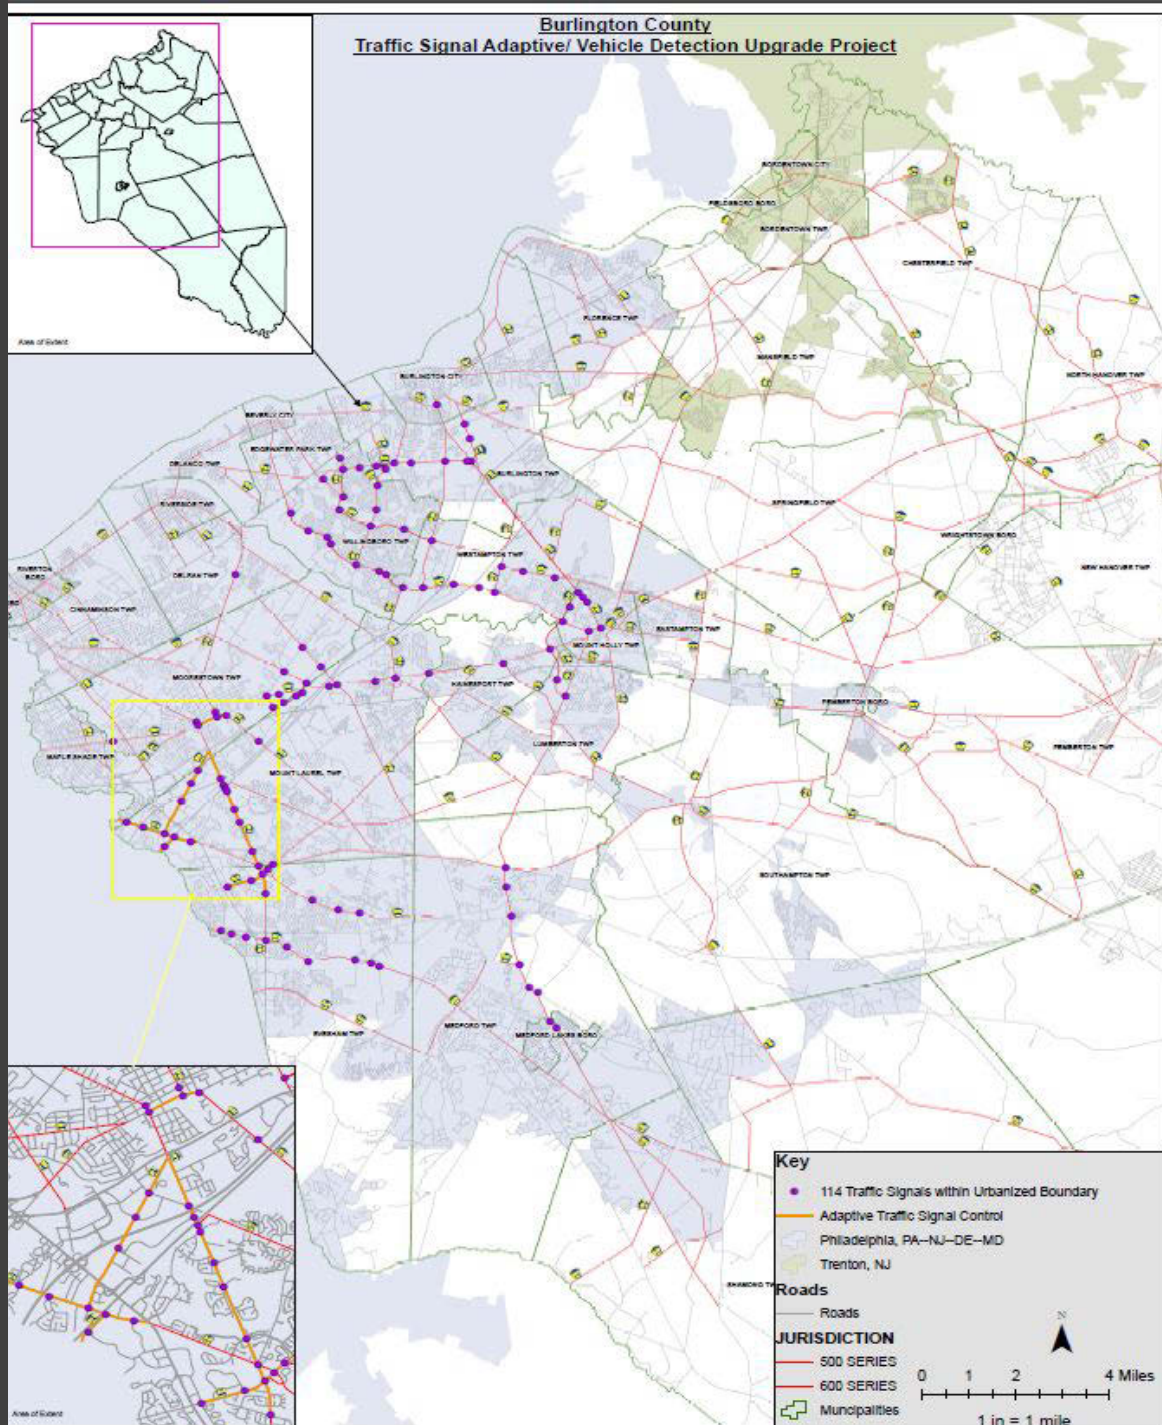 Burlington County
Traffic Signal Adaptive/ Vehicle Detection Upgrade Project
Area of Extent
BORDENTOWN CITY
FIELDSBORO BORO
BORDENTOWN TWP
CHESTERFIELD TWP
FLORENCE TWP
MANSFIELD TWP
NORTH HANOVER TWP
BURLINGTON CITY
BEVERLY CITY
EDGEWATER PARK TWP
DELANCO TWP
BURLINGTON TWP
RIVERSIDE TWP
SPRINGFIELD TWP
WRIGHTSTOWN BORO
WILLINGBORO TWP
WESTAMPTON TWP
RIVERTON
BORO
DELRAN TWP
NEW HANOVER TWP
CINNAMINSON TWP
EASTAMPTON TWP
MOUNT HOLLY TWP
MOORESTOWN TWP
HAINESPORT TWP
PEMBERTON BORO
LUMBERTON TWP
PEMBERTON TWP
MAPLE SHADE TWP
MOUNT LAUREL TWP
SOUTHAMPTON TWP
EVESHAM TWP
MEDFORD TWP
MEDFORD LAKES BORO
SHAMONG TW
Area of Extent
Key
114 Traffic Signals within Urbanized Boundary
Adaptive Traffic Signal Control
Philadelphia, PA--NJ--DE--MD
Trenton, NJ
Roads
Roads
JURISDICTION
500 SERIES
600 SERIES
Muncipalities
N
0 1 2 4 Miles
1 in = 1 mile